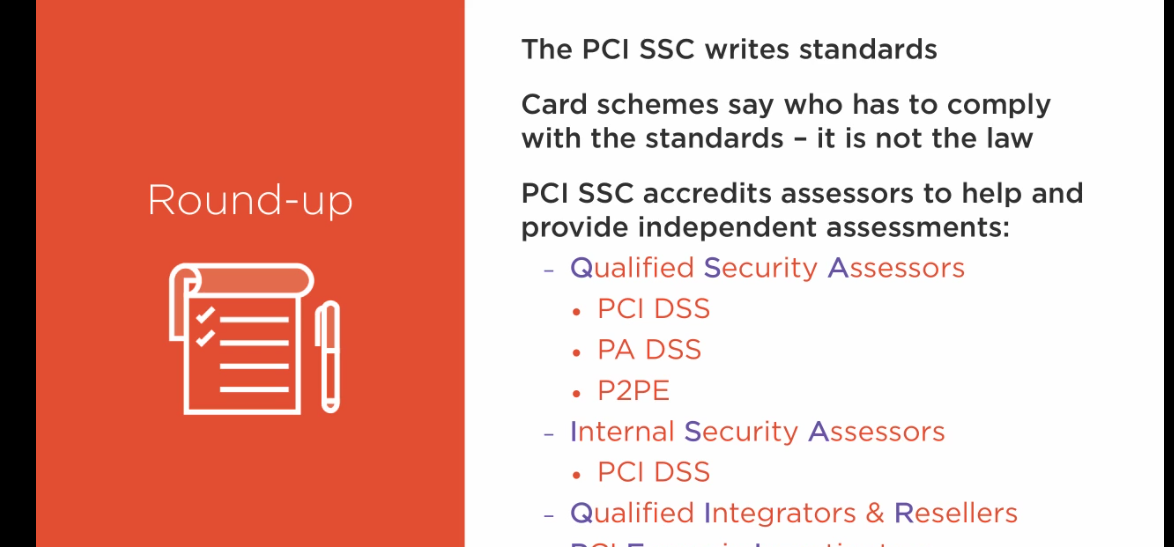 Round-up
The PCI SSC writes standards
Card schemes say who has to comply
with the standards – it is not the law
PCI SSC accredits assessors to help and
provide independent assessments:
– Qualified Security Assessors
• PCI DSS
• PA DSS
• P2PE
– Internal Security Assessors
• PCI DSS
– Qualified Integrators & Resellers